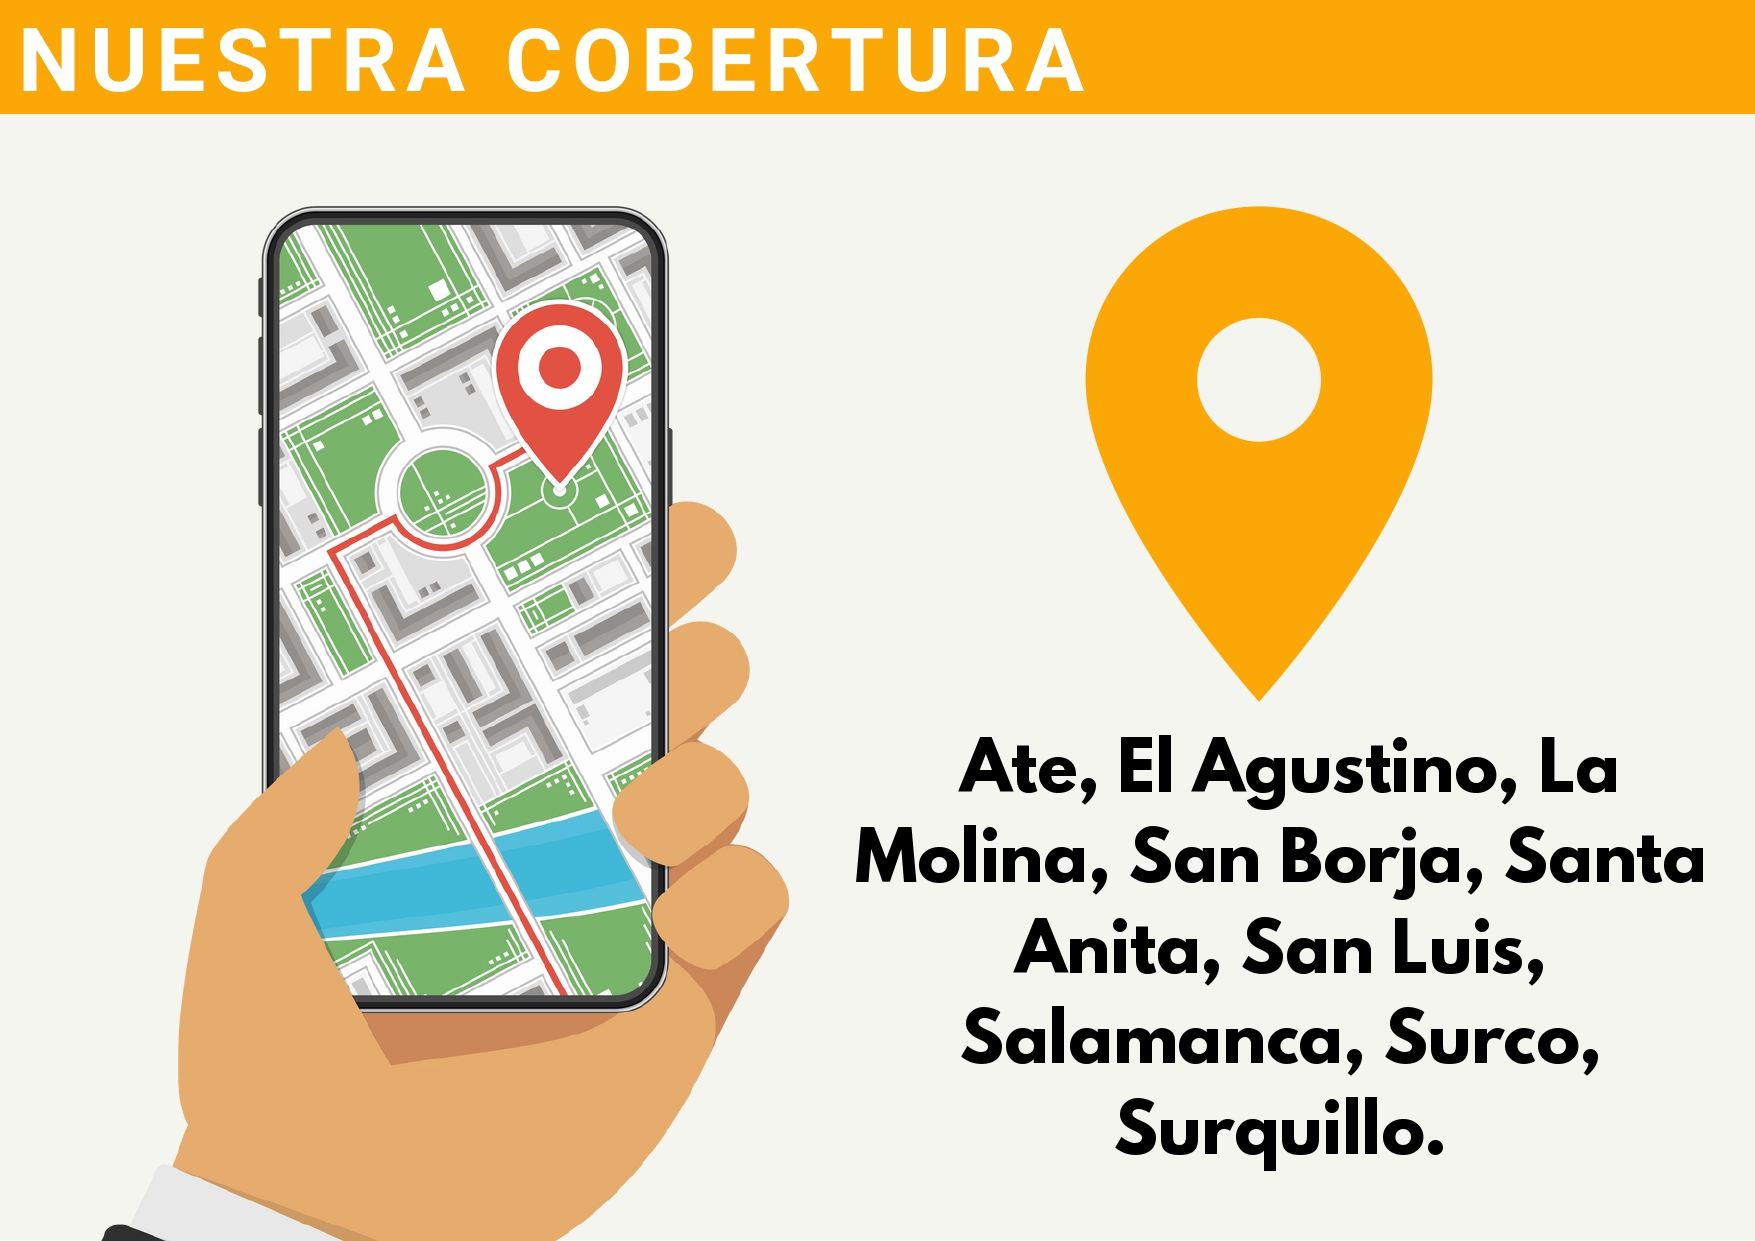 NUESTRA COBERTURA
Ate, El Agustino, La
Molina, San Borja, Santa
Anita, San Luis,
Salamanca, Surco,
Surquillo.